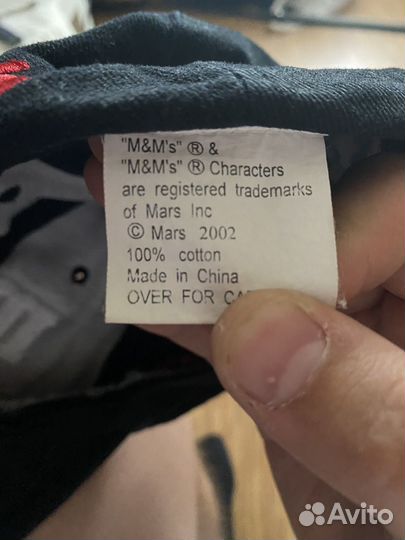 "M&M's" ® &
"M&M's" ® Characters
are registered trademarks
of Mars Inc
© Mars 2002
100% cotton
Made in China
OVER FOR
Avito